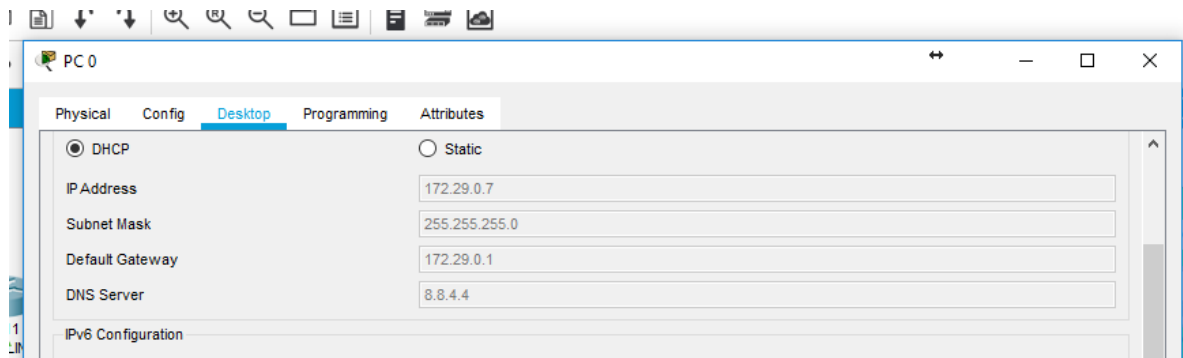 PC 0
Physical Config Desktop Programming Attributes
DHCP Static
IP Address 172.29.0.7
Subnet Mask 255.255.255.0
Default Gateway 172.29.0.1
DNS Server 8.8.4.4
IPv6 Configuration